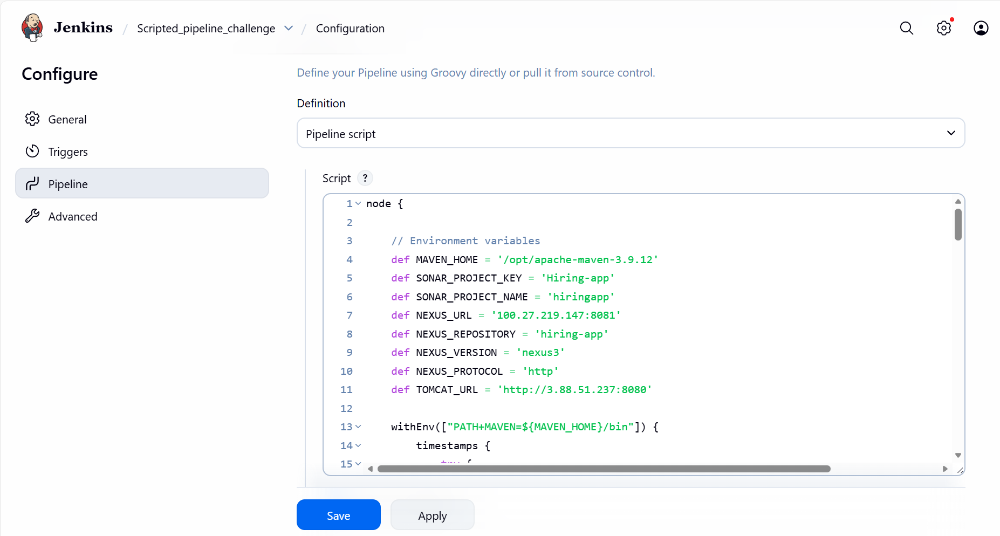 Jenkins / Scripted_pipeline_challenge / Configuration
Configure
General
Triggers
Pipeline
Advanced
Define your Pipeline using Groovy directly or pull it from source control.
Definition
Pipeline script
Script ?
1 node {
2
3 // Environment variables
4 def MAVEN_HOME = '/opt/apache-maven-3.9.12'
5 def SONAR_PROJECT_KEY = 'Hiring-app'
6 def SONAR_PROJECT_NAME = 'hiringapp'
7 def NEXUS_URL = '100.27.219.147:8081'
8 def NEXUS_REPOSITORY = 'hiring-app'
9 def NEXUS_VERSION = 'nexus3'
10 def NEXUS_PROTOCOL = 'http'
11 def TOMCAT_URL = 'http://3.88.51.237:8080'
12
13 withEnv(["PATH+MAVEN=${MAVEN_HOME}/bin"]) {
14 timestamps {
15 try {
Save
Apply